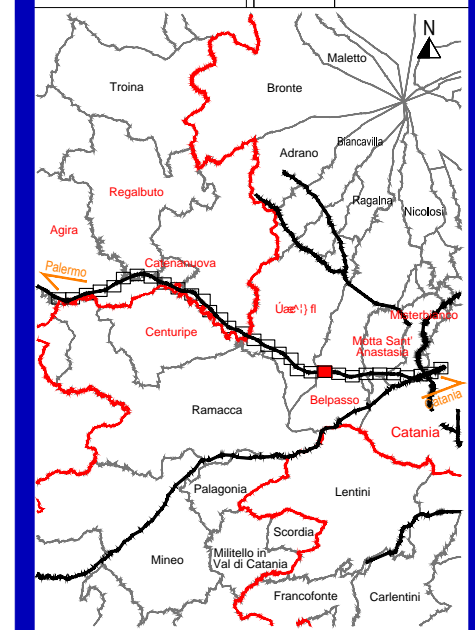 N
Maletto
Troina
Bronte
Biancavilla
Adrano
Regalbuto
Ragalna
Nicolosi
Agira
Catenanuova
Palermo
Misterbianco
Centuripe
Motta Sant'
Anastasia
Belpasso
Catania
Ramacca
Catania
Palagonia
Lentini
Scordia
Mineo
Militello in
Val di Catania
Francofonte
Carlentini